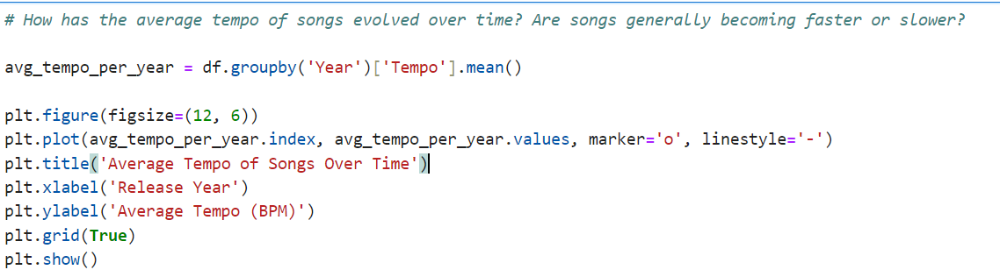 # How has the average tempo of songs evolved over time? Are songs generally becoming faster or slower?
avg_tempo_per_year = df.groupby('Year')['Tempo'].mean()
plt.figure(figsize=(12, 6))
plt.plot(avg_tempo_per_year.index, avg_tempo_per_year.values, marker='o', linestyle='-')
plt.title('Average Tempo of Songs Over Time')
plt.xlabel('Release Year')
plt.ylabel('Average Tempo (BPM)')
plt.grid(True)
plt.show()